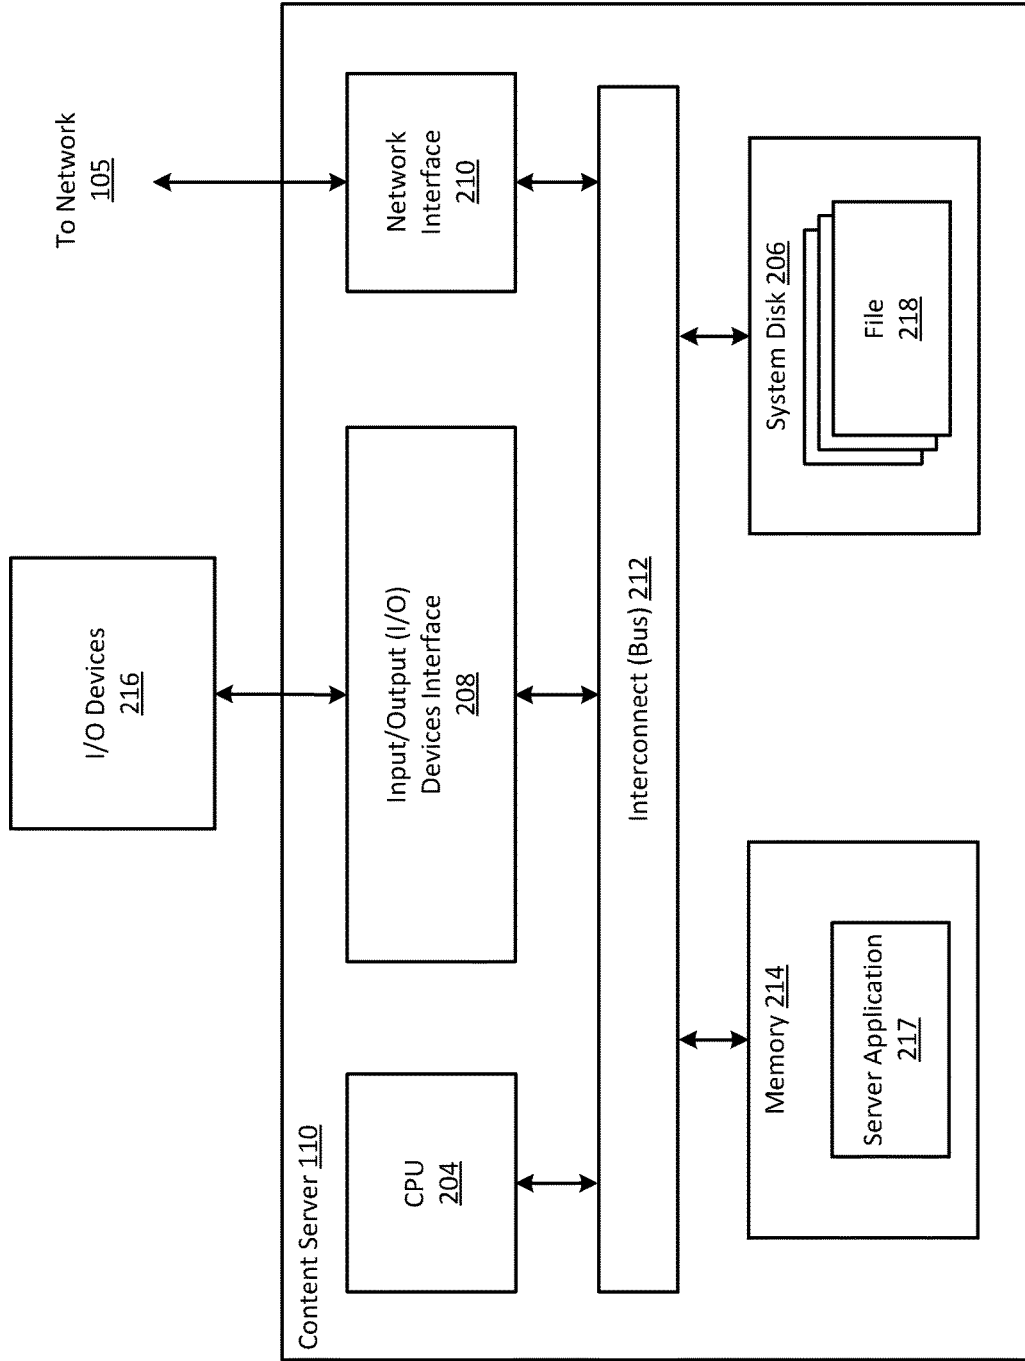 To Network
105
I/O Devices
216
Content Server 110
CPU
204
Input/Output (I/O)
Devices Interface
208
Network
Interface
210
Interconnect (Bus) 212
Memory 214
Server Application
217
System Disk 206
File
218